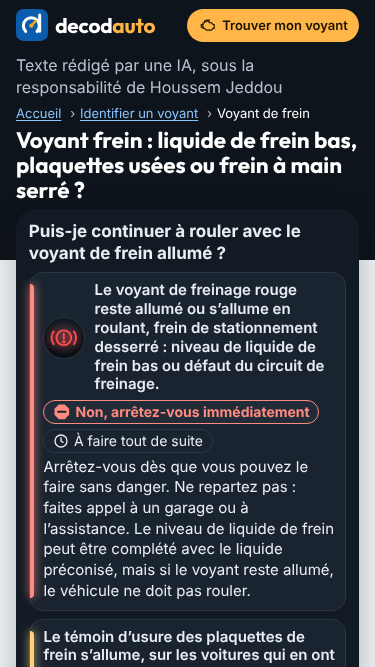 decodauto
Trouver mon voyant
Texte rédigé par une IA, sous la
responsabilité de Houssem Jeddou
Accueil › Identifier un voyant › Voyant de frein
Voyant frein : liquide de frein bas,
plaquettes usées ou frein à main
serré ?
Puis-je continuer à rouler avec le
voyant de frein allumé ?
Le voyant de freinage rouge
reste allumé ou s’allume en
roulant, frein de stationnement
desserré : niveau de liquide de
frein bas ou défaut du circuit de
freinage.
Non, arrêtez-vous immédiatement
À faire tout de suite
Arrêtez-vous dès que vous pouvez le
faire sans danger. Ne repartez pas :
faites appel à un garage ou à
l’assistance. Le niveau de liquide de frein
peut être complété avec le liquide
préconisé, mais si le voyant reste allumé,
le véhicule ne doit pas rouler.
Le témoin d’usure des plaquettes de
frein s’allume, sur les voitures qui en ont